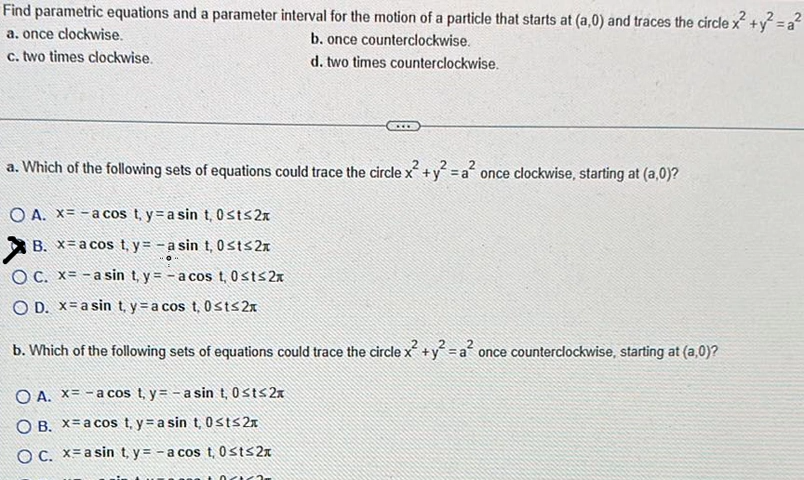 Find parametric equations and a parameter interval for the motion of a particle that starts at (a,0) and traces the circle x² + y² = a²
a. once clockwise. b. once counterclockwise.
c. two times clockwise. d. two times counterclockwise.
...
a. Which of the following sets of equations could trace the circle x² + y² = a² once clockwise, starting at (a,0)?
A. x = − a cos t, y = a sin t, 0 ≤ t ≤ 2π
B. x = a cos t, y = − a sin t, 0 ≤ t ≤ 2π
C. x = − a sin t, y = − a cos t, 0 ≤ t ≤ 2π
D. x = a sin t, y = a cos t, 0 ≤ t ≤ 2π
b. Which of the following sets of equations could trace the circle x² + y² = a² once counterclockwise, starting at (a,0)?
A. x = − a cos t, y = − a sin t, 0 ≤ t ≤ 2π
B. x = a cos t, y = a sin t, 0 ≤ t ≤ 2π
C. x = a sin t, y = − a cos t, 0 ≤ t ≤ 2π